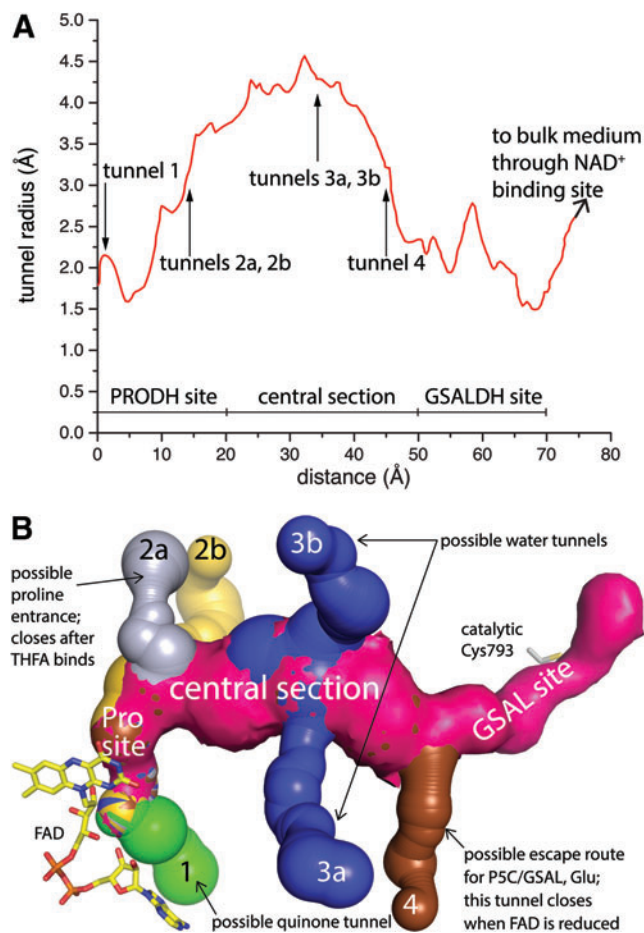 A
tunnel radius (Å)
5.0
4.5
4.0
3.5
3.0
2.5
2.0
1.5
1.0
0.5
0.0
tunnel 1
tunnels 2a, 2b
tunnels 3a, 3b
tunnel 4
to bulk medium
through NAD⁺
binding site
PRODH site
central section
GSALDH site
0
10
20
30
40
50
60
70
80
distance (Å)
B
2a
2b
3b
possible water tunnels
possible
proline
entrance;
closes after
THFA binds
catalytic
Cys793
central section
GSAL site
Pro
site
FAD
1
3a
4
possible quinone tunnel
possible escape route
for P5C/GSAL, Glu;
this tunnel closes
when FAD is reduced